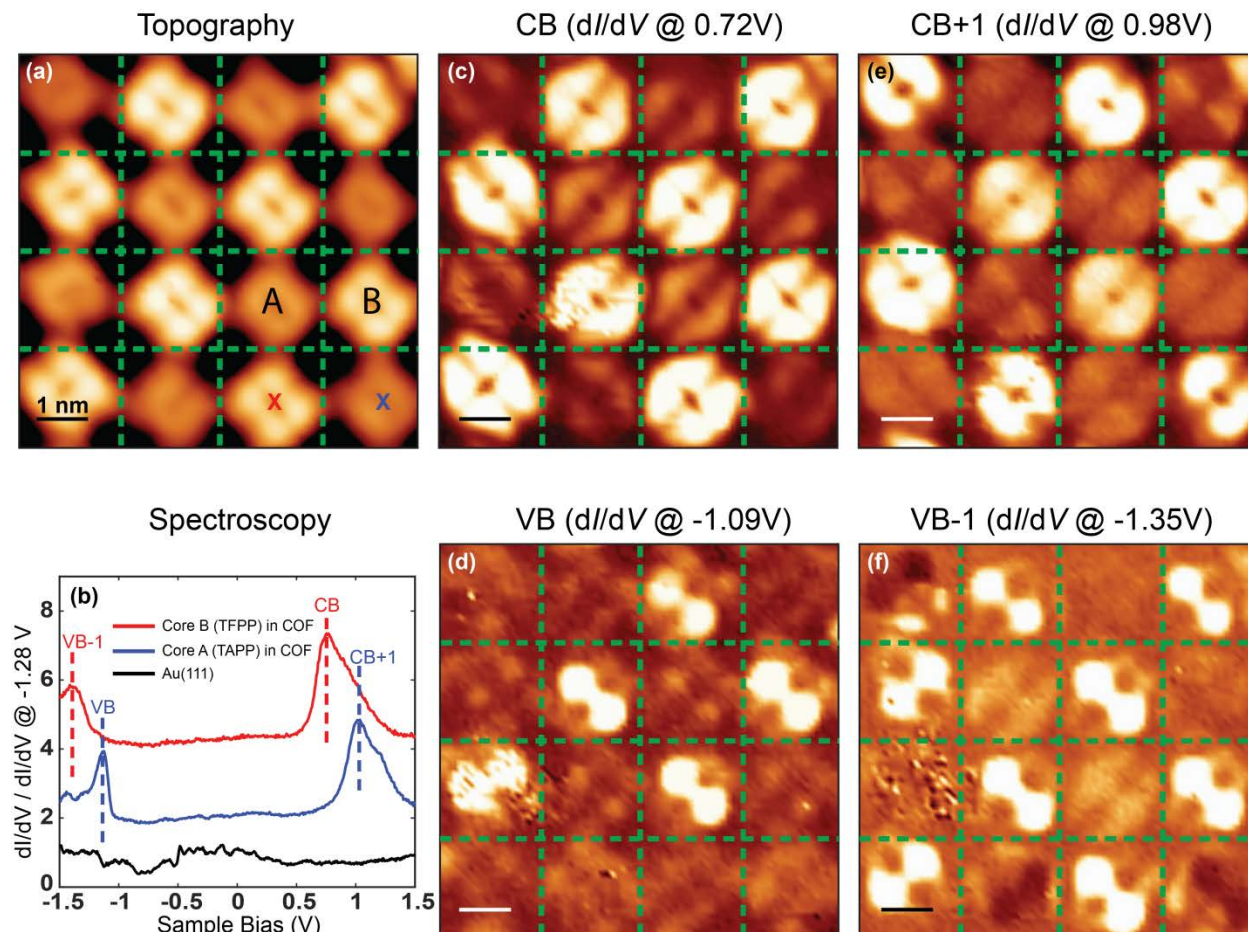 Topography
CB (dI/dV @ 0.72V)
CB+1 (dI/dV @ 0.98V)
(a)
A
B
X
X
1 nm
(c)
(e)
Spectroscopy
VB (dI/dV @ -1.09V)
VB-1 (dI/dV @ -1.35V)
(b)
CB
VB-1
Core B (TFPP) in COF
Core A (TAPP) in COF
Au(111)
CB+1
VB
dI/dV / dI/dV @ -1.28 V
8
6
4
2
0
-1.5
-1
-0.5
0
0.5
1
1.5
Sample Bias (V)
(d)
(f)